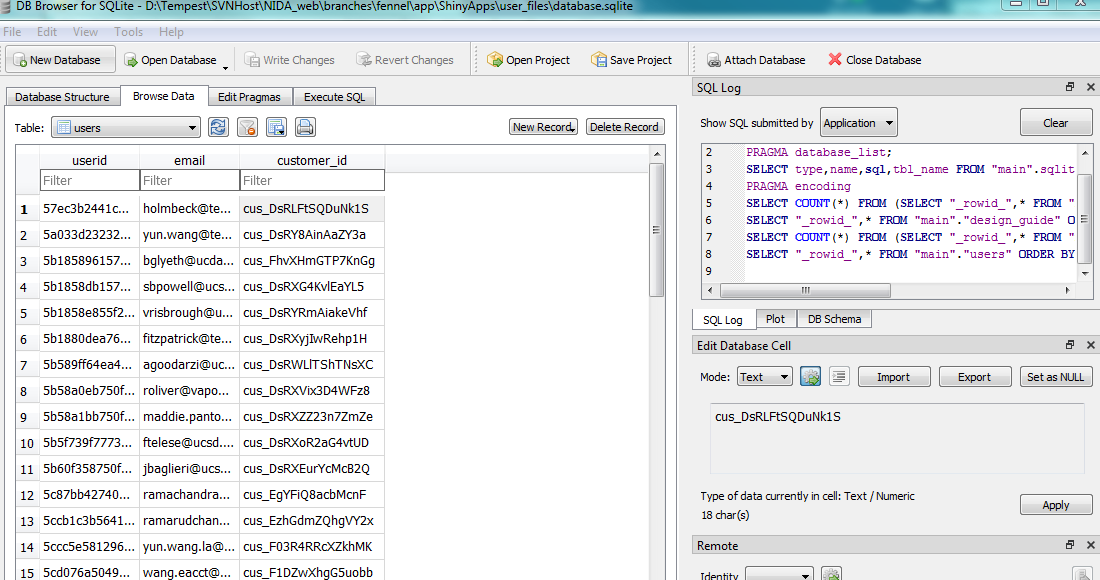 DB Browser for SQLite - D:\Tempest\SVNHost\NIDA_web\branches\fennel\app\ShinyApps\user_files\database.sqlite
File Edit View Tools Help
New Database Open Database Write Changes Revert Changes Open Project Save Project Attach Database Close Database
Database Structure Browse Data Edit Pragmas Execute SQL
Table: users New Record Delete Record
userid email customer_id
Filter Filter Filter
1 57ec3b2441c... holmbeck@te... cus_DsRLFtSQDuNk1S
2 5a033d23232... yun.wang@te... cus_DsRY8AinAaZY3a
3 5b185896157... bglyeth@ucda... cus_FhvXHmGTP7KnGg
4 5b1858db157... sbpowell@ucs... cus_DsRXG4KvlEaYL5
5 5b1858e855f2... vrisbrough@uc... cus_DsRYRmAiakeVhf
6 5b1880dea76... fitzpatrick@te... cus_DsRXyjIwRehp1H
7 5b589ff64ea4... agoodarzi@uc... cus_DsRWLlTShTNsXC
8 5b58a0eb750f... roliver@vapo... cus_DsRXVix3D4WFz8
9 5b58a1bb750f... maddie.panto... cus_DsRXZZ23n7ZmZe
10 5b5f739f7773... ftelese@ucsd.... cus_DsRXoR2aG4vtUD
11 5b60f358750f... jbaglieri@ucs... cus_DsRXEurYcMcB2Q
12 5c87bb42740... ramachandra... cus_EgYFiQ8acbMcnF
13 5ccb1c3b5641... ramarudchan... cus_EzhGdmZQhgVY2x
14 5ccc5e581296... yun.wang.la@... cus_F03R4RRcXZkhMK
15 5cd076a5049... wang.eacct@... cus_F1DZwXhgG5uobb
SQL Log
Show SQL submitted by Application Clear
2 PRAGMA database_list;
3 SELECT type,name,sql,tbl_name FROM "main".sqlit
4 PRAGMA encoding
5 SELECT COUNT(*) FROM (SELECT "_rowid_",* FROM "
6 SELECT "_rowid_",* FROM "main"."design_guide" O
7 SELECT COUNT(*) FROM (SELECT "_rowid_",* FROM "
8 SELECT "_rowid_",* FROM "main"."users" ORDER BY
9
SQL Log Plot DB Schema
Edit Database Cell
Mode: Text Import Export Set as NULL
cus_DsRLFtSQDuNk1S
Type of data currently in cell: Text / Numeric
18 char(s)
Apply
Remote
Identity